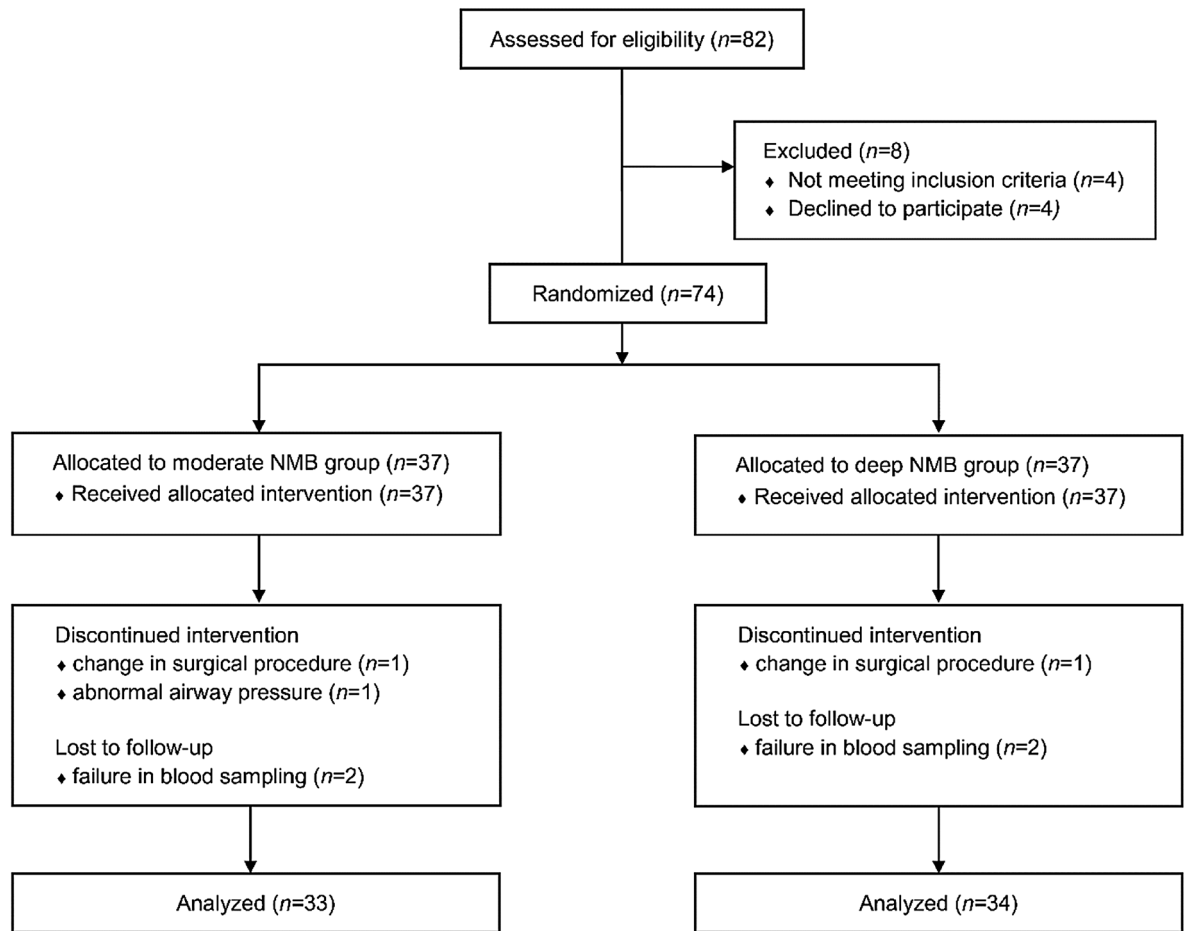 Assessed for eligibility (n=82)
Excluded (n=8)
♦ Not meeting inclusion criteria (n=4)
♦ Declined to participate (n=4)
Randomized (n=74)
Allocated to moderate NMB group (n=37)
♦ Received allocated intervention (n=37)
Allocated to deep NMB group (n=37)
♦ Received allocated intervention (n=37)
Discontinued intervention
♦ change in surgical procedure (n=1)
♦ abnormal airway pressure (n=1)
Lost to follow-up
♦ failure in blood sampling (n=2)
Discontinued intervention
♦ change in surgical procedure (n=1)
Lost to follow-up
♦ failure in blood sampling (n=2)
Analyzed (n=33)
Analyzed (n=34)